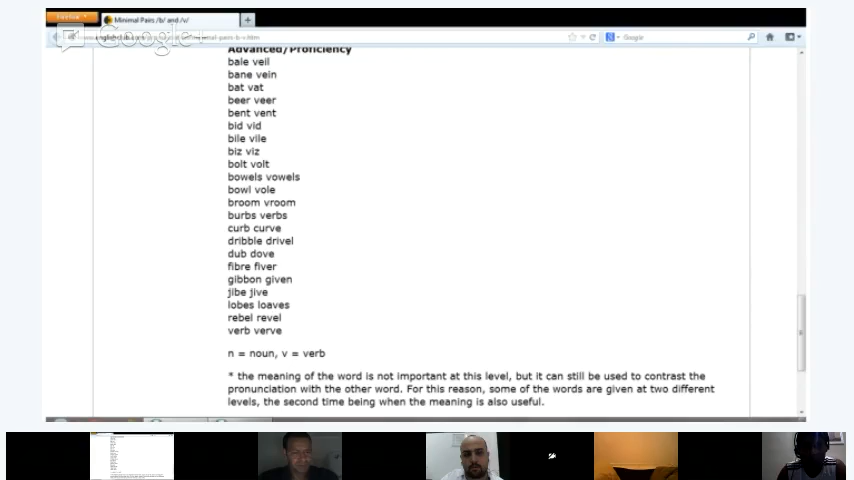 Minimal Pairs /b/ and /v/
Google+
Google
Advanced/Proficiency
bale veil
bane vein
bat vat
beer veer
bent vent
bid vid
bile vile
biz viz
bolt volt
bowels vowels
bowl vole
broom vroom
burbs verbs
curb curve
dribble drivel
dub dove
fibre fiver
gibbon given
jibe jive
lobes loaves
rebel revel
verb verve
n = noun, v = verb
* the meaning of the word is not important at this level, but it can still be used to contrast the
pronunciation with the other word. For this reason, some of the words are given at two different
levels, the second time being when the meaning is also useful.